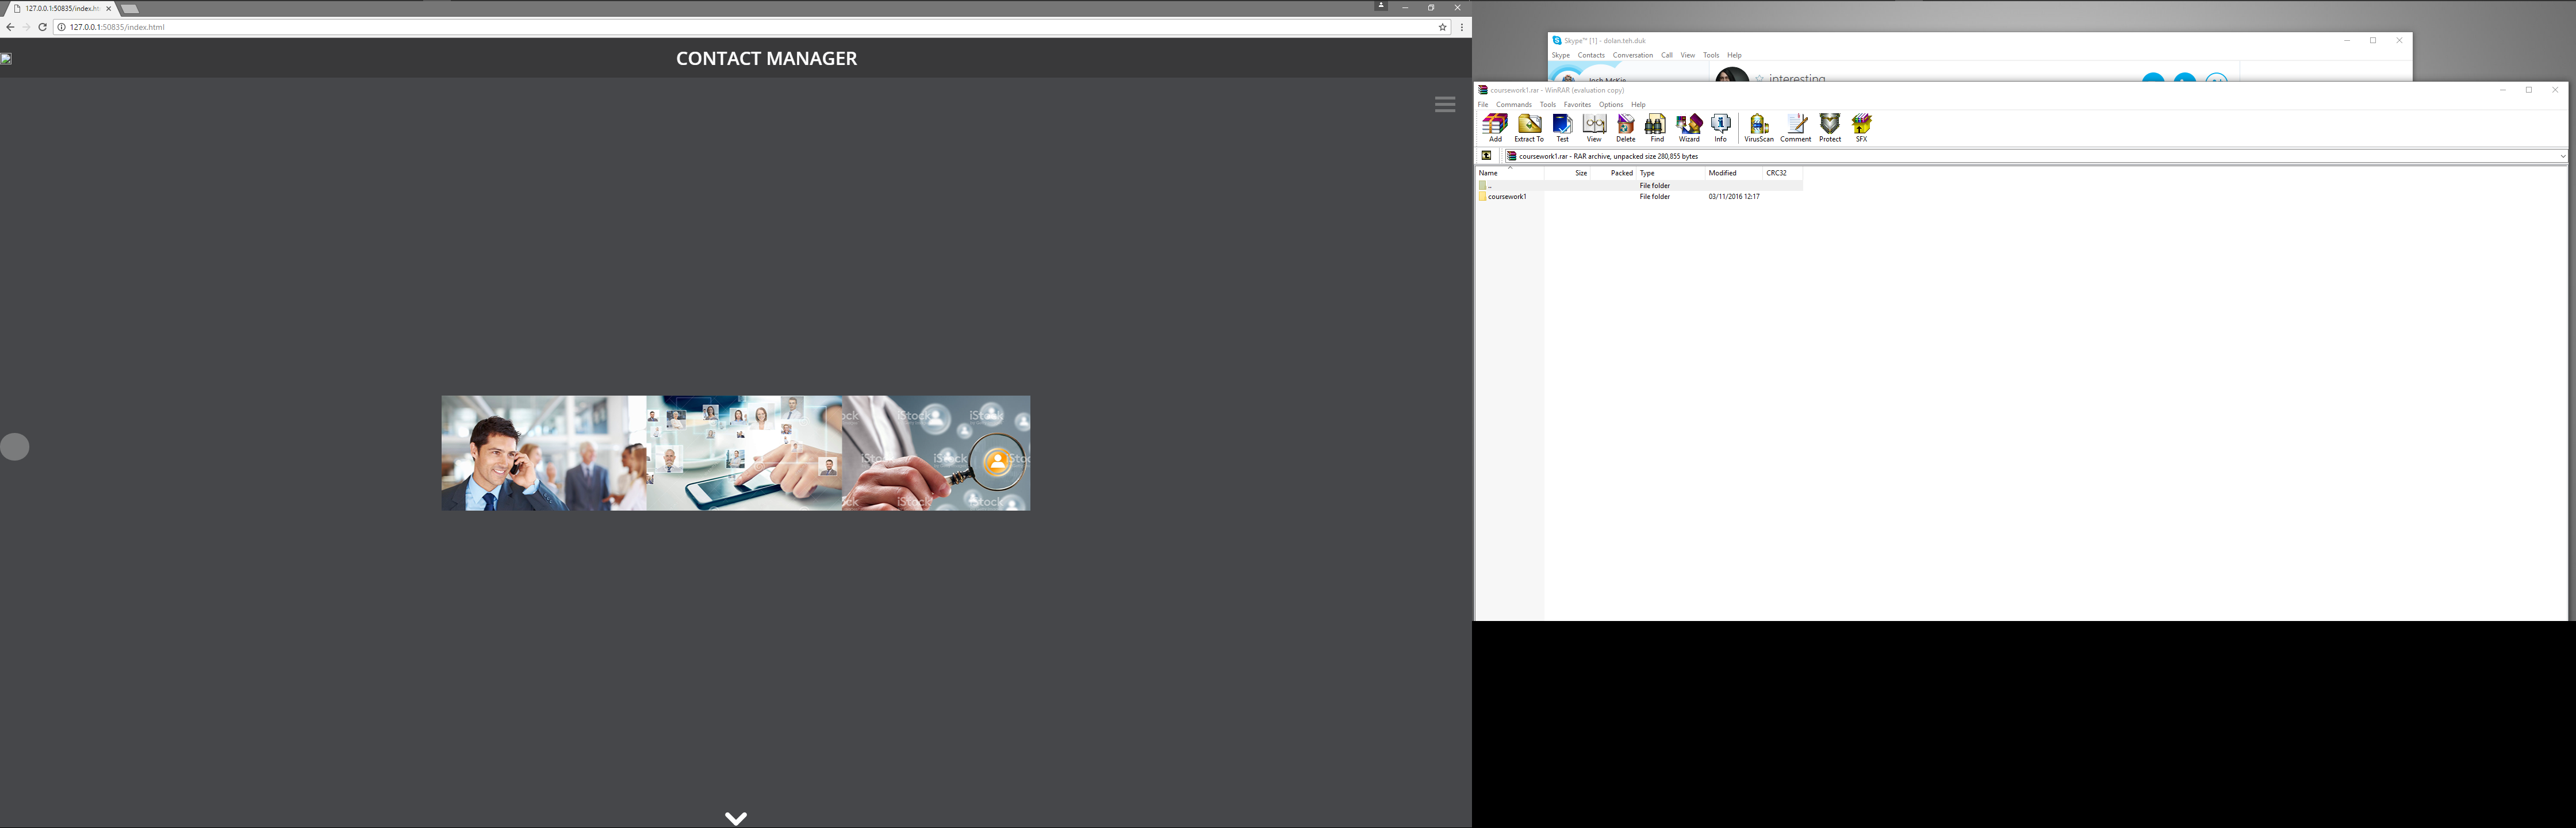 127.0.0.1:50835/index.ht
127.0.0.1:50835/index.html
CONTACT MANAGER
iStock
iStock
iStock
iStock
iStock
iStock
iStock
Skype™ [1] - dolan.teh.duk
Skype Contacts Conversation Call View Tools Help
Josh McKie
interesting
coursework1.rar - WinRAR (evaluation copy)
File Commands Tools Favorites Options Help
Add Extract To Test View Delete Find Wizard Info VirusScan Comment Protect SFX
coursework1.rar - RAR archive, unpacked size 280,855 bytes
Name Size Packed Type Modified CRC32
.. File folder
coursework1 File folder 03/11/2016 12:17